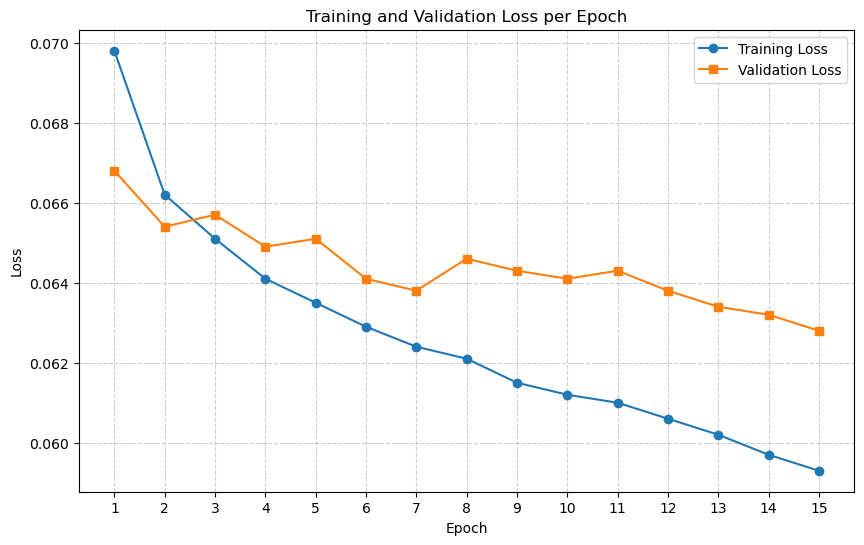 Training and Validation Loss per Epoch
Training Loss
Validation Loss
0.070
0.068
0.066
0.064
0.062
0.060
Loss
1 2 3 4 5 6 7 8 9 10 11 12 13 14 15
Epoch